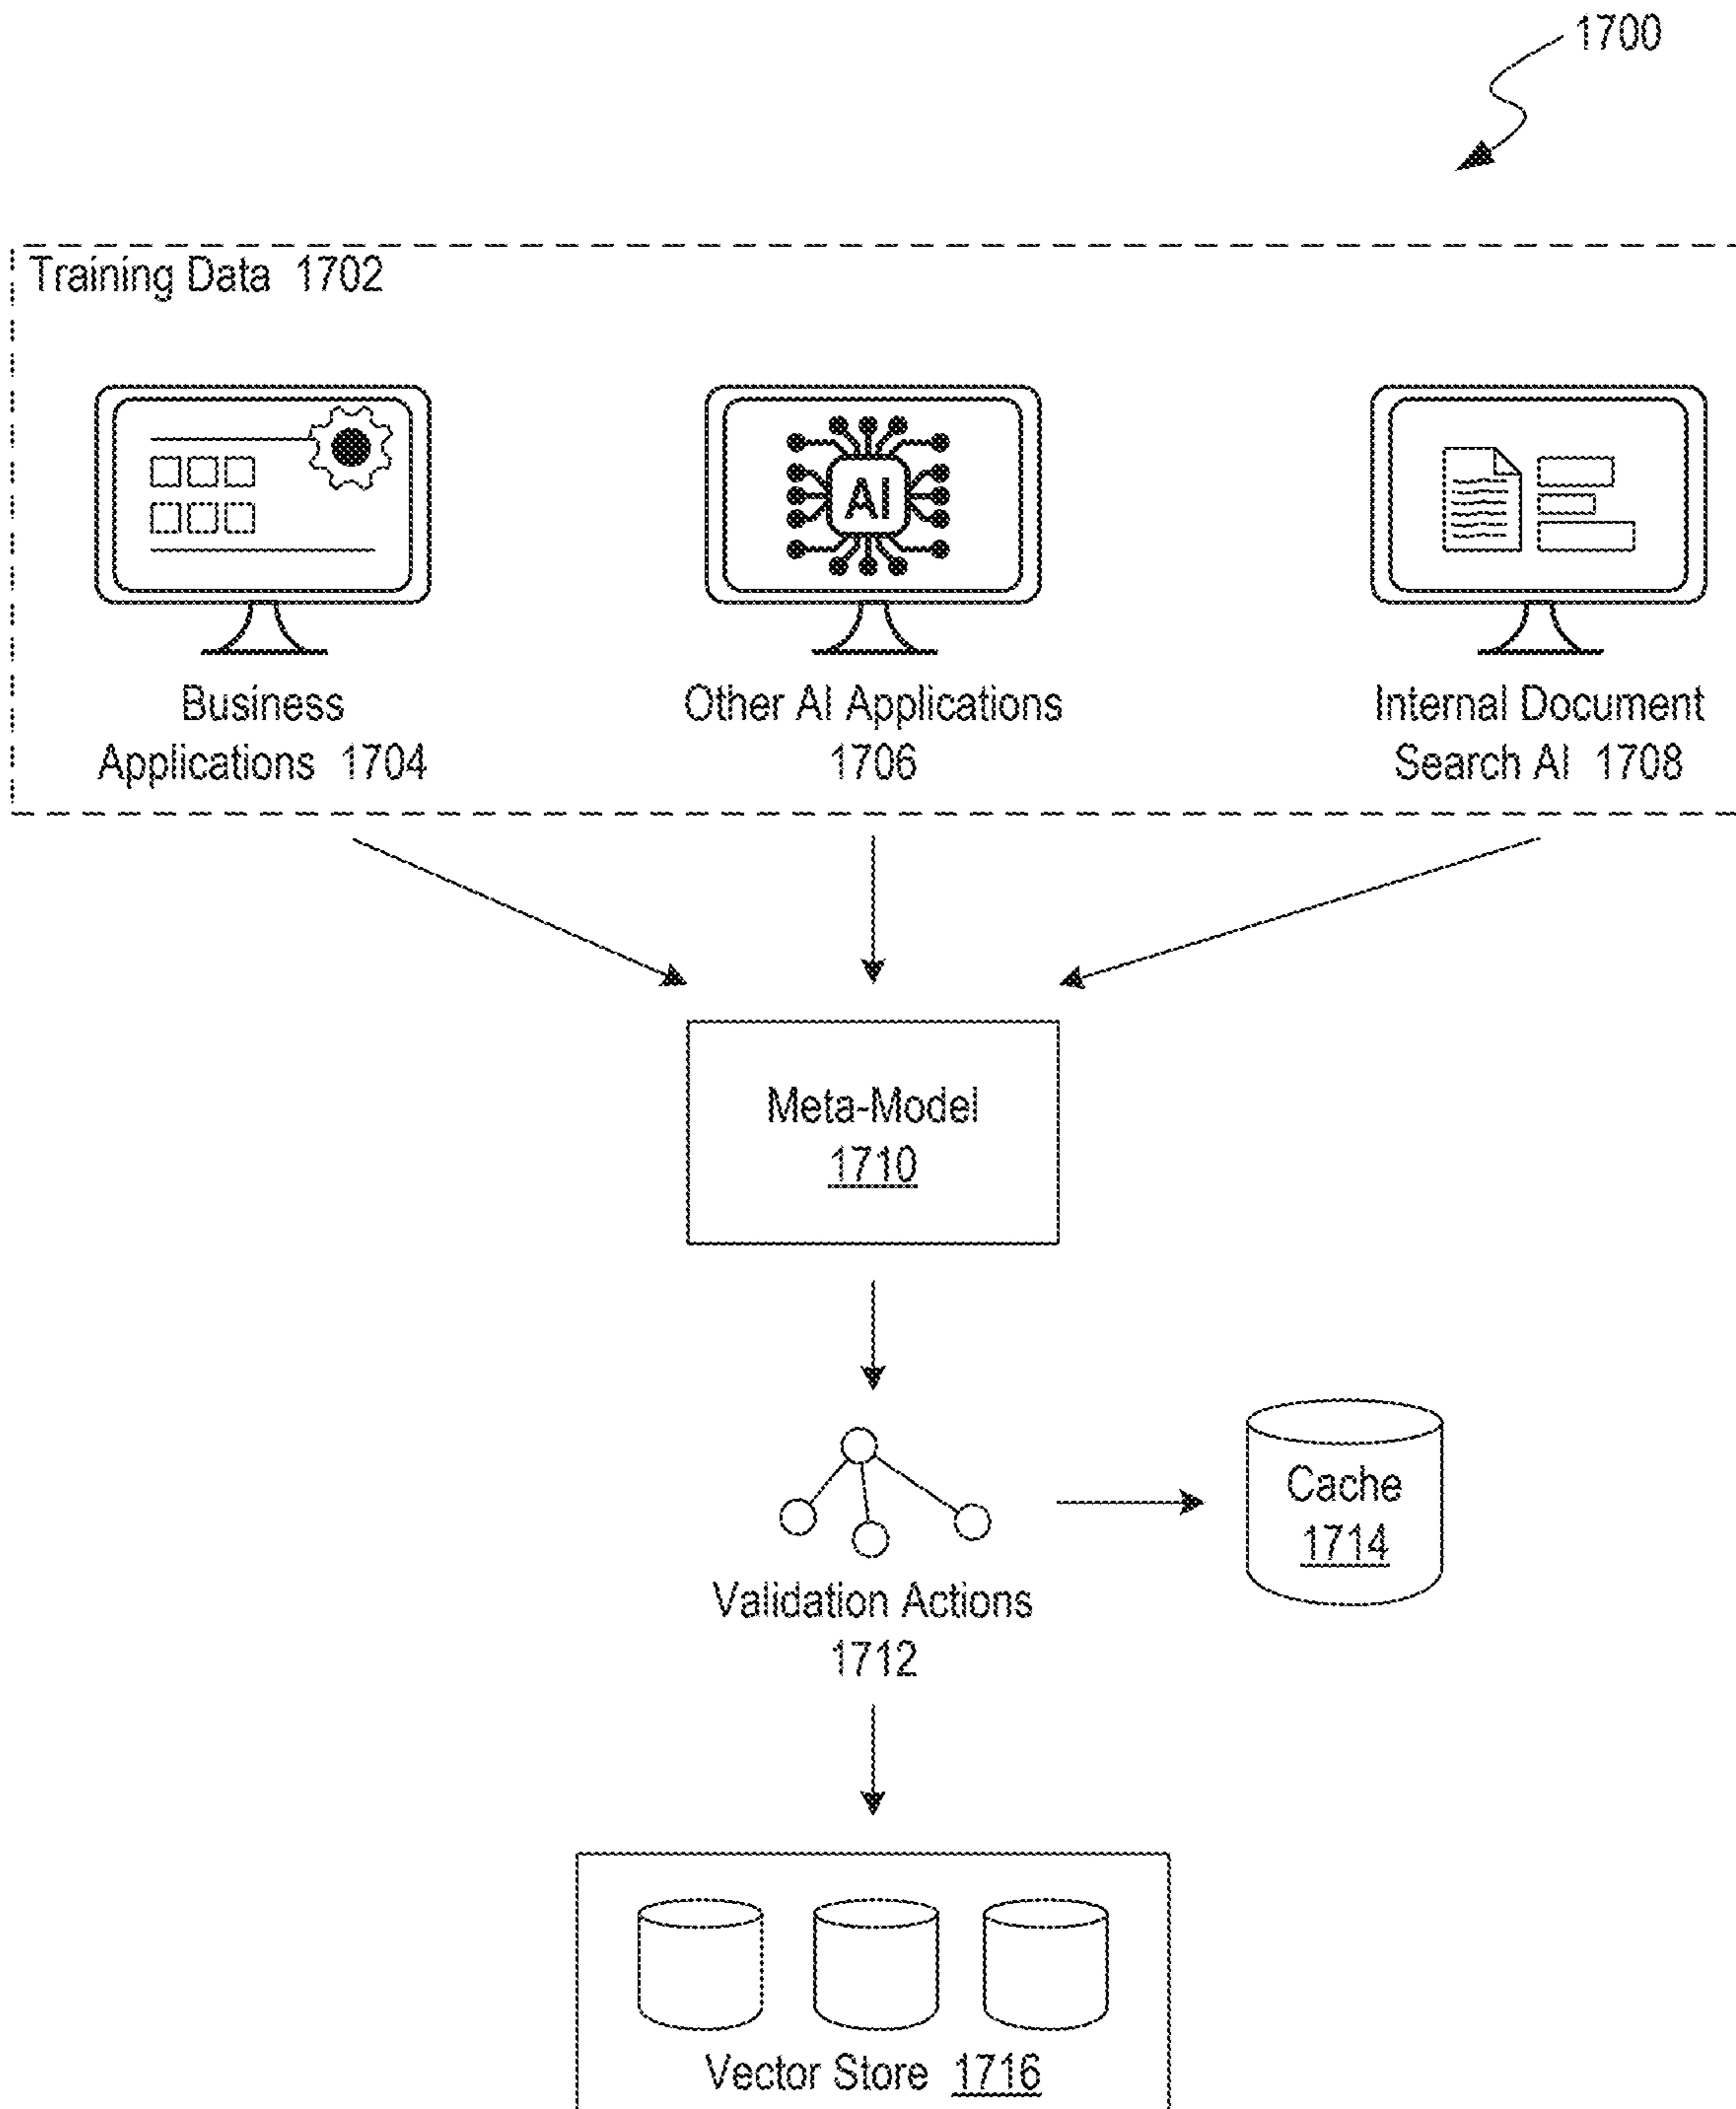 1700
Training Data 1702
AI
Business
Applications 1704
Other AI Applications
1706
Internal Document
Search AI 1708
Meta-Model
1710
Cache
1714
Validation Actions
1712
Vector Store 1716